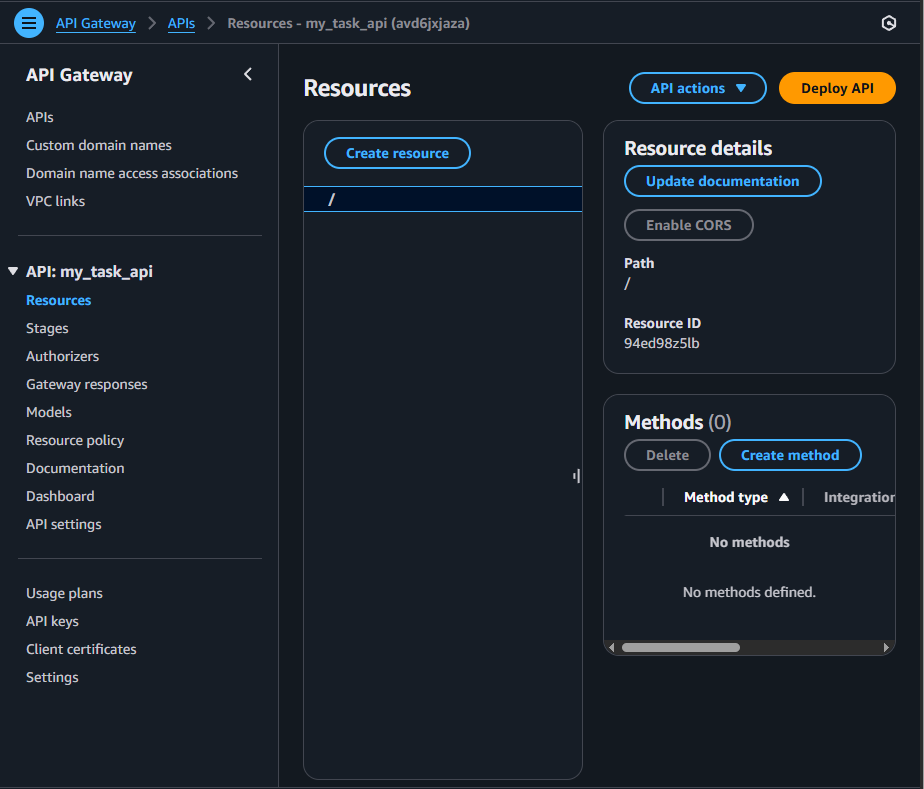 API Gateway > APIs > Resources - my_task_api (avd6jxjaza)
API Gateway
APIs
Custom domain names
Domain name access associations
VPC links
API: my_task_api
Resources
Stages
Authorizers
Gateway responses
Models
Resource policy
Documentation
Dashboard
API settings
Usage plans
API keys
Client certificates
Settings
Resources
API actions
Deploy API
Create resource
/
Resource details
Update documentation
Enable CORS
Path
/
Resource ID
94ed98z5lb
Methods (0)
Delete
Create method
Method type
Integration
No methods
No methods defined.